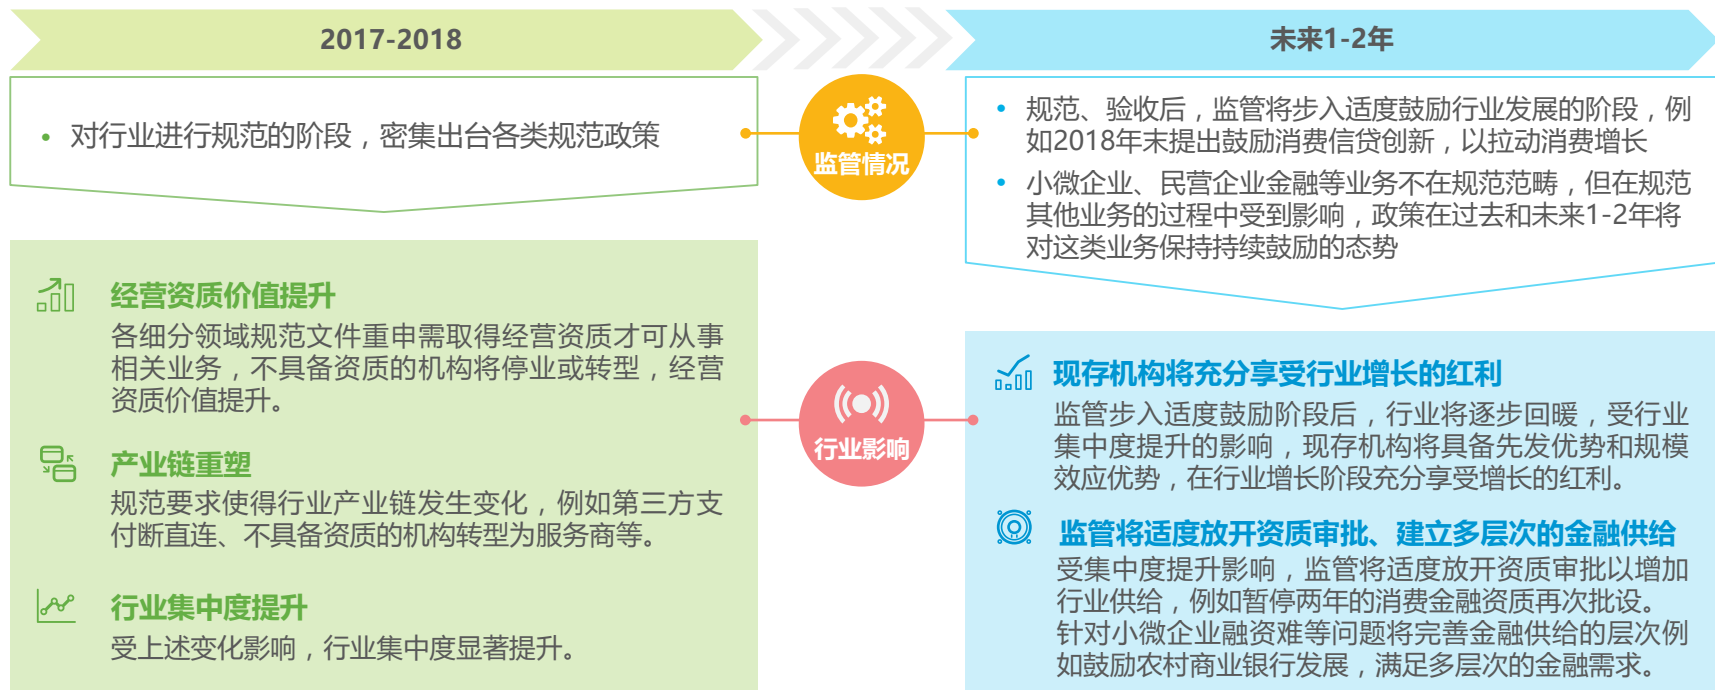 2017-2018
未来1-2年
• 对行业进行规范的阶段，密集出台各类规范政策
监管情况
• 规范、验收后，监管将步入适度鼓励行业发展的阶段，例
如2018年末提出鼓励消费信贷创新，以拉动消费增长
• 小微企业、民营企业金融等业务不在规范范畴，但在规范
其他业务的过程中受到影响，政策在过去和未来1-2年将
对这类业务保持持续鼓励的态势
经营资质价值提升
各细分领域规范文件重申需取得经营资质才可从事
相关业务，不具备资质的机构将停业或转型，经营
资质价值提升。
产业链重塑
规范要求使得行业产业链发生变化，例如第三方支
付断直连、不具备资质的机构转型为服务商等。
行业集中度提升
受上述变化影响，行业集中度显著提升。
行业影响
现存机构将充分享受行业增长的红利
监管步入适度鼓励阶段后，行业将逐步回暖，受行业
集中度提升的影响，现存机构将具备先发优势和规模
效应优势，在行业增长阶段充分享受增长的红利。
监管将适度放开资质审批、建立多层次的金融供给
受集中度提升影响，监管将适度放开资质审批以增加
行业供给，例如暂停两年的消费金融资质再次批设。
针对小微企业融资难等问题将完善金融供给的层次例
如鼓励农村商业银行发展，满足多层次的金融需求。